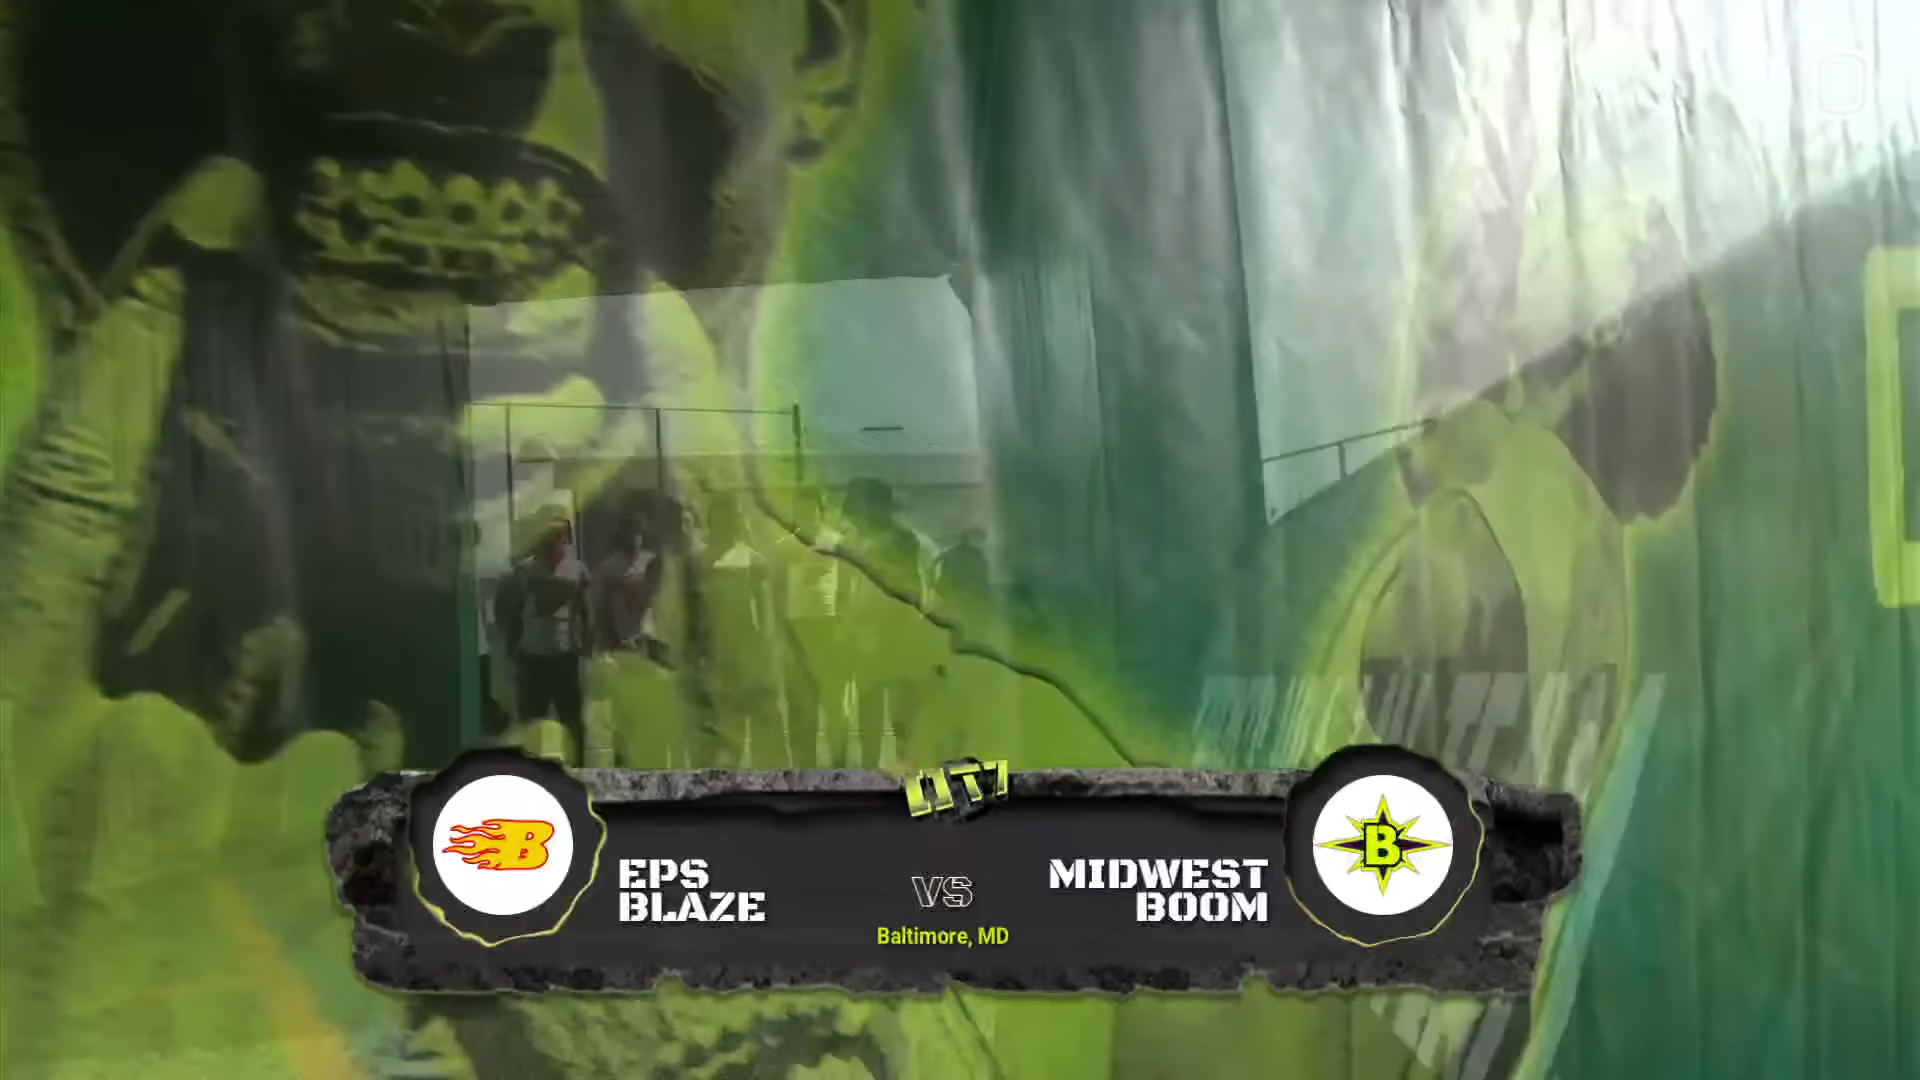 EPS
BLAZE
VS
Baltimore, MD
MIDWEST
BOOM
B
B